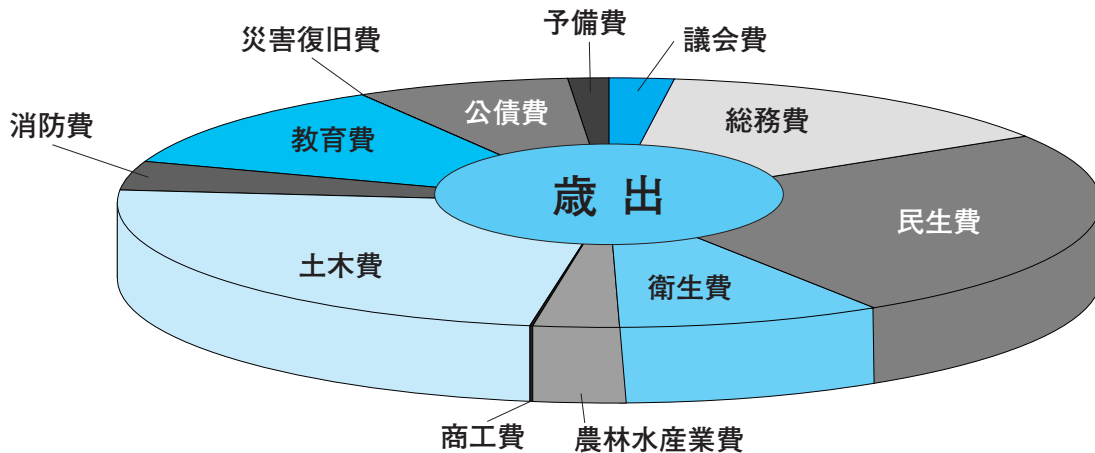 予備費
議会費
災害復旧費
公債費
総務費
消防費
教育費
歳出
民生費
土木費
衛生費
商工費
農林水産業費